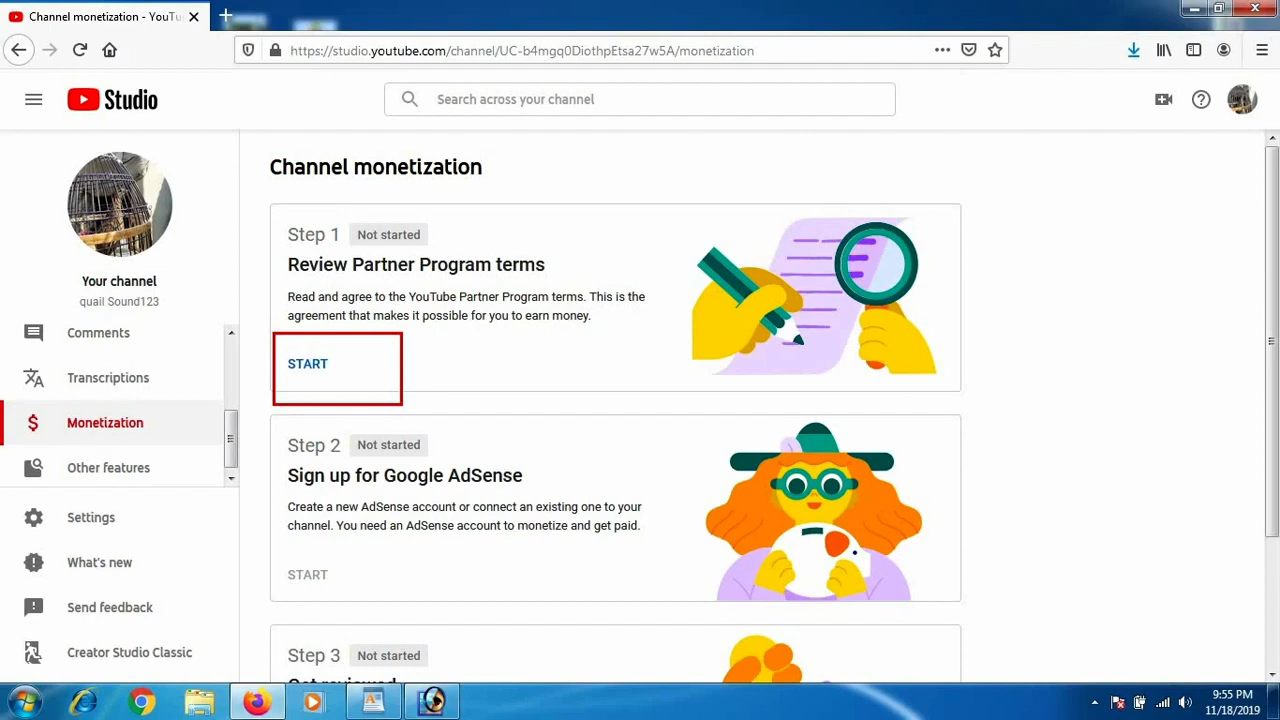 Channel monetization - YouTu
https://studio.youtube.com/channel/UC-b4mgq0DiothpEtsa27w5A/monetization
Studio
Search across your channel
Your channel
quail Sound123
Comments
Transcriptions
Monetization
Other features
Settings
What's new
Send feedback
Creator Studio Classic
Channel monetization
Step 1 Not started
Review Partner Program terms
Read and agree to the YouTube Partner Program terms. This is the
agreement that makes it possible for you to earn money.
START
Step 2 Not started
Sign up for Google AdSense
Create a new AdSense account or connect an existing one to your
channel. You need an AdSense account to monetize and get paid.
START
Step 3 Not started
Get reviewed
9:55 PM
11/18/2019